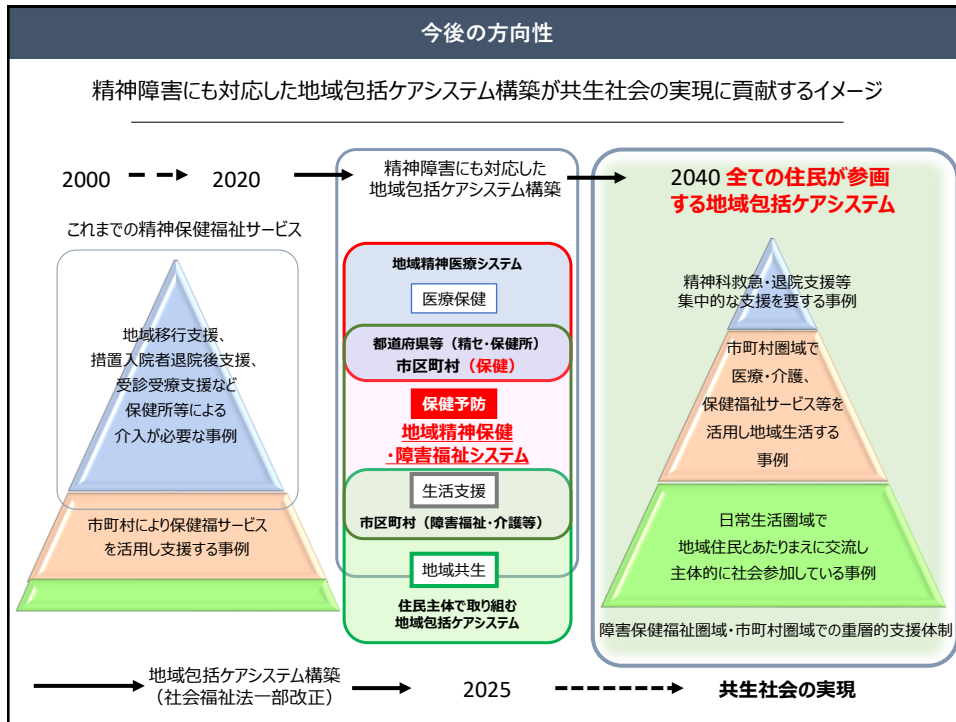 今後の方向性
精神障害にも対応した地域包括ケアシステム構築が共生社会の実現に貢献するイメージ
2000
2020
これまでの精神保健福祉サービス
地域移行支援、
措置入院者退院後支援、
受診受療支援など
保健所等による
介入が必要な事例
市町村により保健福サービス
を活用し支援する事例
精神障害にも対応した
地域包括ケアシステム構築
地域精神医療システム
医療保健
都道府県等（精セ・保健所）
市区町村（保健）
保健予防
地域精神保健
・障害福祉システム
生活支援
市区町村（障害福祉・介護等）
地域共生
住民主体で取り組む
地域包括ケアシステム
2040 全ての住民が参画
する地域包括ケアシステム
精神科救急・退院支援等
集中的な支援を要する事例
市町村圏域で
医療・介護、
保健福祉サービス等を
活用し地域生活する
事例
日常生活圏域で
地域住民とあたりまえに交流し
主体的に社会参加している事例
障害保健福祉圏域・市町村圏域での重層的支援体制
地域包括ケアシステム構築
（社会福祉法一部改正）
2025
共生社会の実現